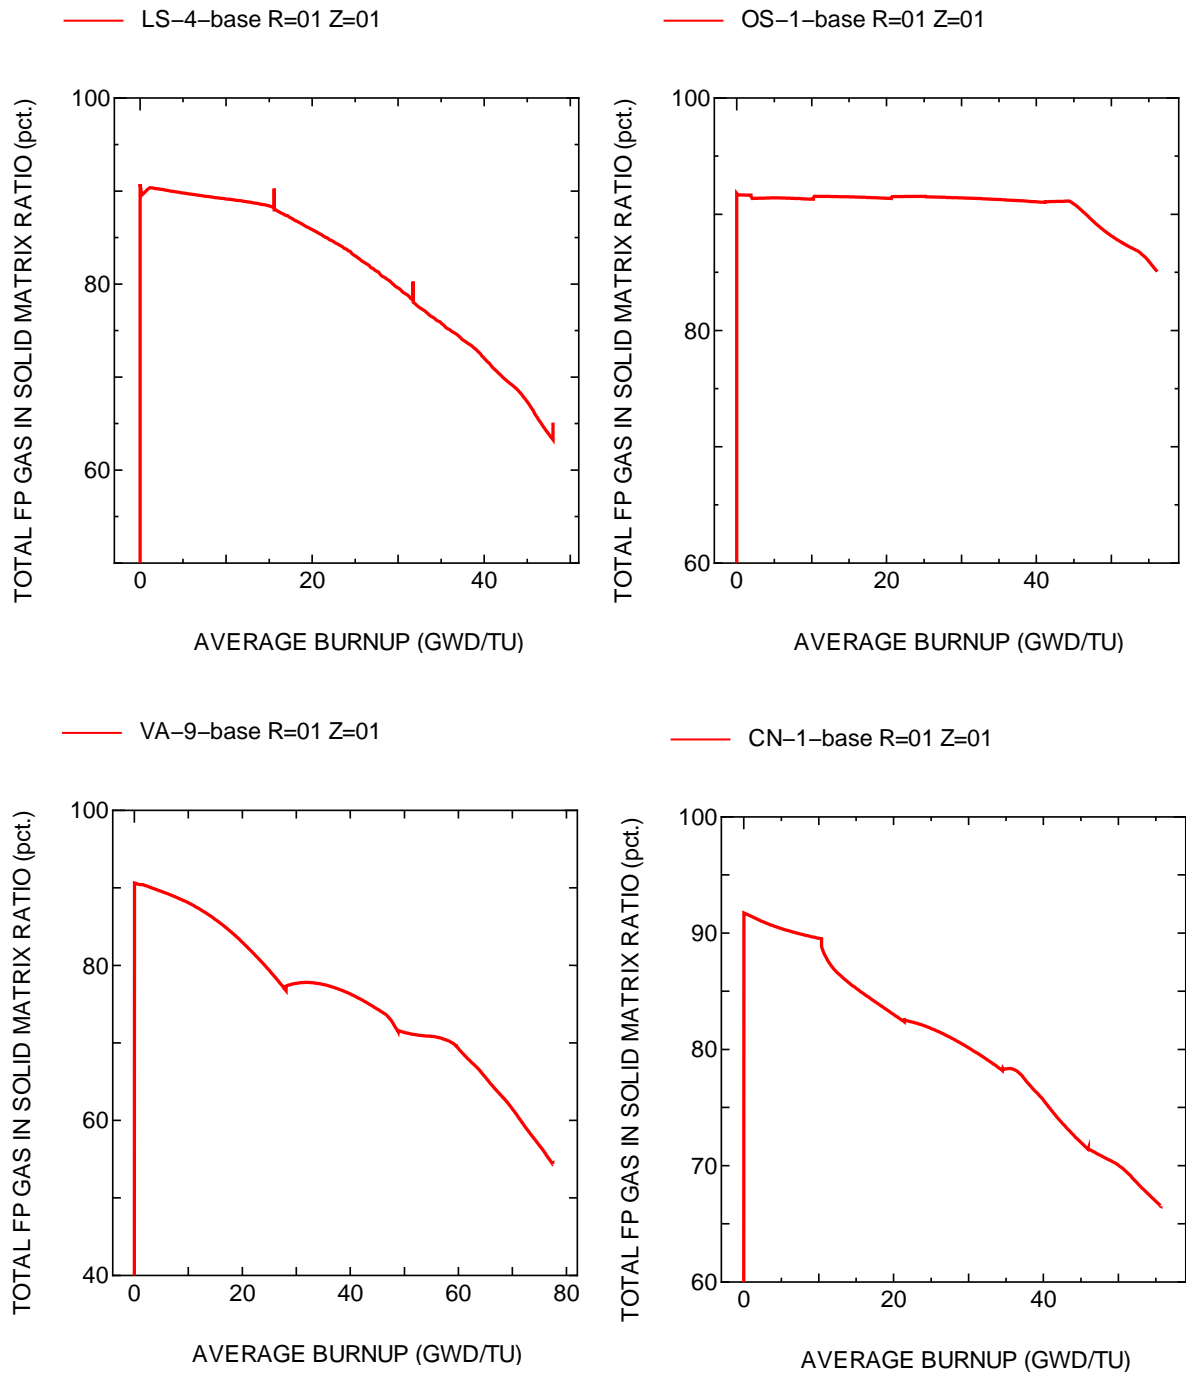 LS−4−base R=01 Z=01
TOTAL FP GAS IN SOLID MATRIX RATIO (pct.)
100
80
60
0
20
40
AVERAGE BURNUP (GWD/TU)
OS−1−base R=01 Z=01
TOTAL FP GAS IN SOLID MATRIX RATIO (pct.)
100
80
60
0
20
40
AVERAGE BURNUP (GWD/TU)
VA−9−base R=01 Z=01
TOTAL FP GAS IN SOLID MATRIX RATIO (pct.)
100
80
60
40
0
20
40
60
80
AVERAGE BURNUP (GWD/TU)
CN−1−base R=01 Z=01
TOTAL FP GAS IN SOLID MATRIX RATIO (pct.)
100
90
80
70
60
0
20
40
AVERAGE BURNUP (GWD/TU)